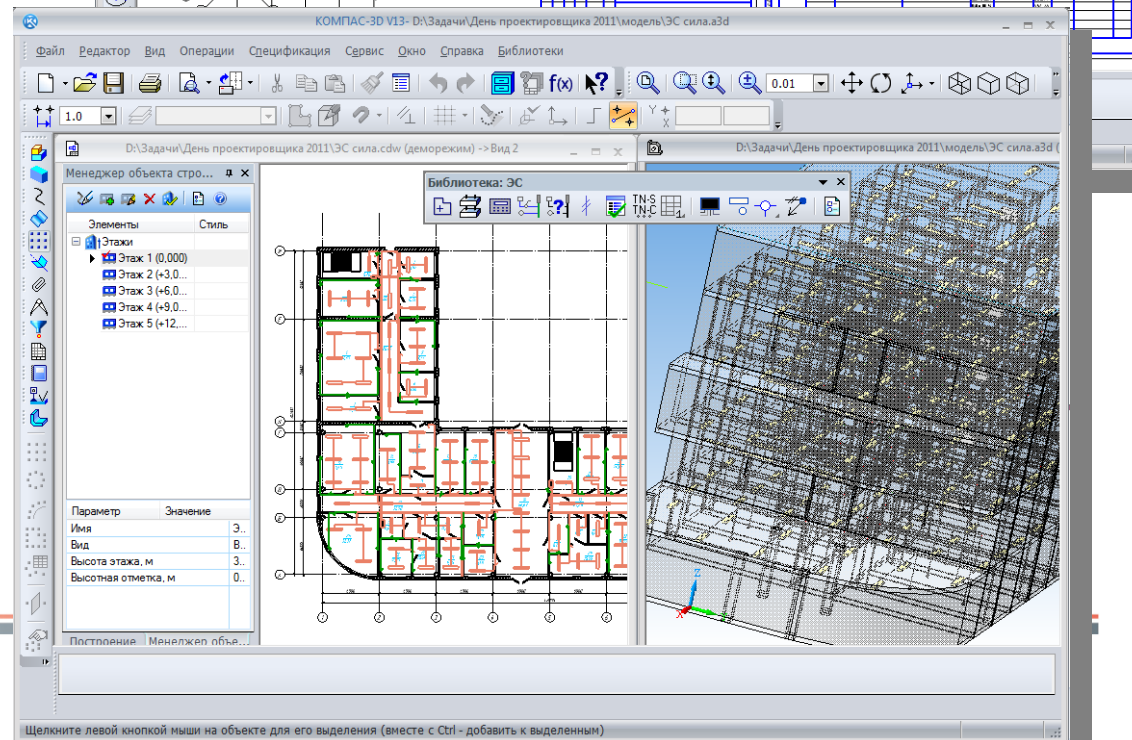 КОМПАС-3D V13- D:\Задачи\День проектировщика 2011\модель\ЭС сила.a3d
Файл Редактор Вид Операции Спецификация Сервис Окно Справка Библиотеки
f(x) 0.01
1.0
D:\Задачи\День проектировщика 2011\ЭС сила.cdw (деморежим) ->Вид 2
D:\Задачи\День проектировщика 2011\модель\ЭС сила.a3d (
Менеджер объекта стро...
Библиотека: ЭС
TN-S
TN-C
Элементы Стиль
Этажи
Этаж 1 (0,000)
Этаж 2 (+3,0...
Этаж 3 (+6,0...
Этаж 4 (+9,0...
Этаж 5 (+12,...
Параметр Значение
Имя Э..
Вид В..
Высота этажа, м 3..
Высотная отметка, м 0..
Построение Менеджер объе...
Z
X
Щелкните левой кнопкой мыши на объекте для его выделения (вместе с Ctrl - добавить к выделенным)